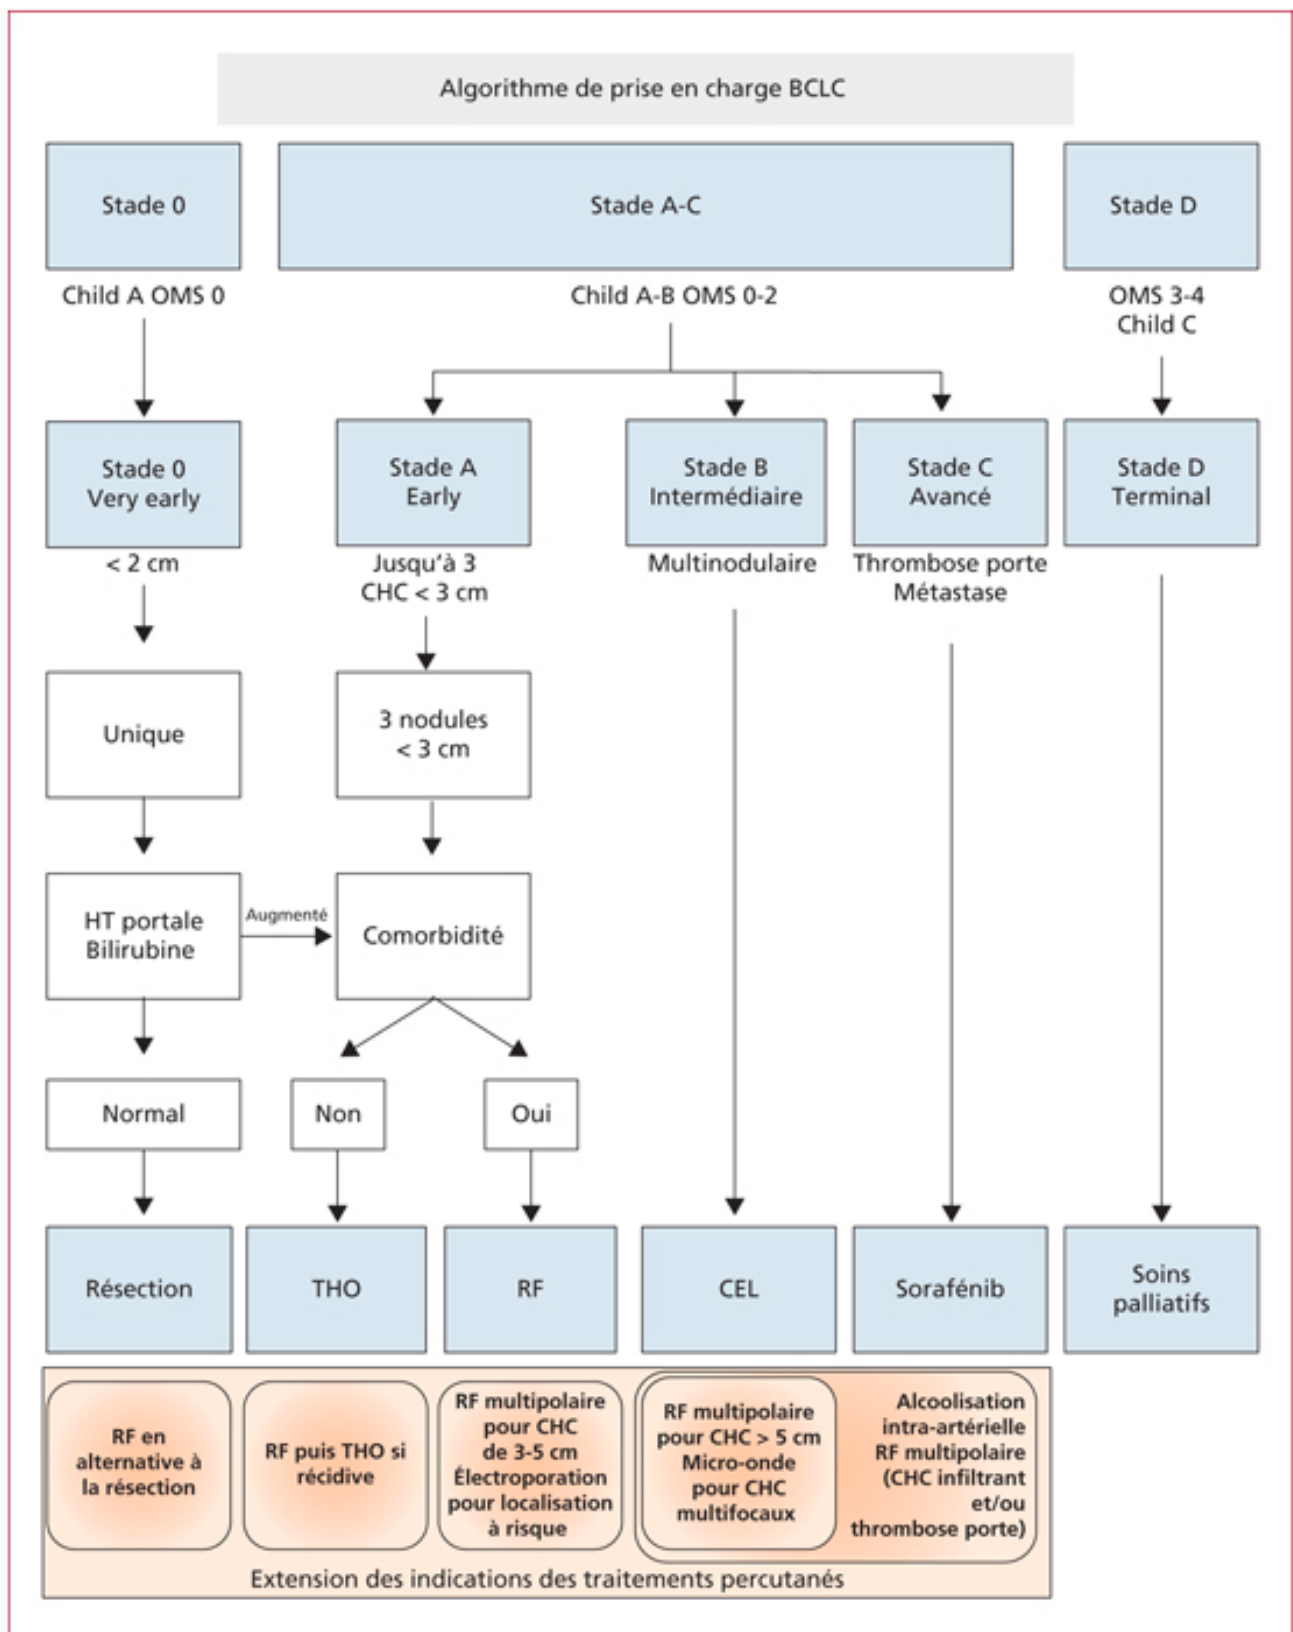 Algorithme de prise en charge BCLC
Stade 0
Stade A-C
Stade D
Child A OMS 0
Child A-B OMS 0-2
OMS 3-4
Child C
Stade 0
Very early
Stade A
Early
Stade B
Intermédiaire
Stade C
Avancé
Stade D
Terminal
< 2 cm
Jusqu'à 3
CHC < 3 cm
Multinodulaire
Thrombose porte
Métastase
Unique
3 nodules
< 3 cm
HT portale
Bilirubine
Augmenté
Comorbidité
Normal
Non
Oui
Résection
THO
RF
CEL
Sorafénib
Soins
palliatifs
RF en
alternative à
la résection
RF puis THO si
récidive
RF multipolaire
pour CHC
de 3-5 cm
Électroporation
pour localisation
à risque
RF multipolaire
pour CHC > 5 cm
Micro-onde
pour CHC
multifocaux
Alcoolisation
intra-artérielle
RF multipolaire
(CHC infiltrant
et/ou
thrombose porte)
Extension des indications des traitements percutanés